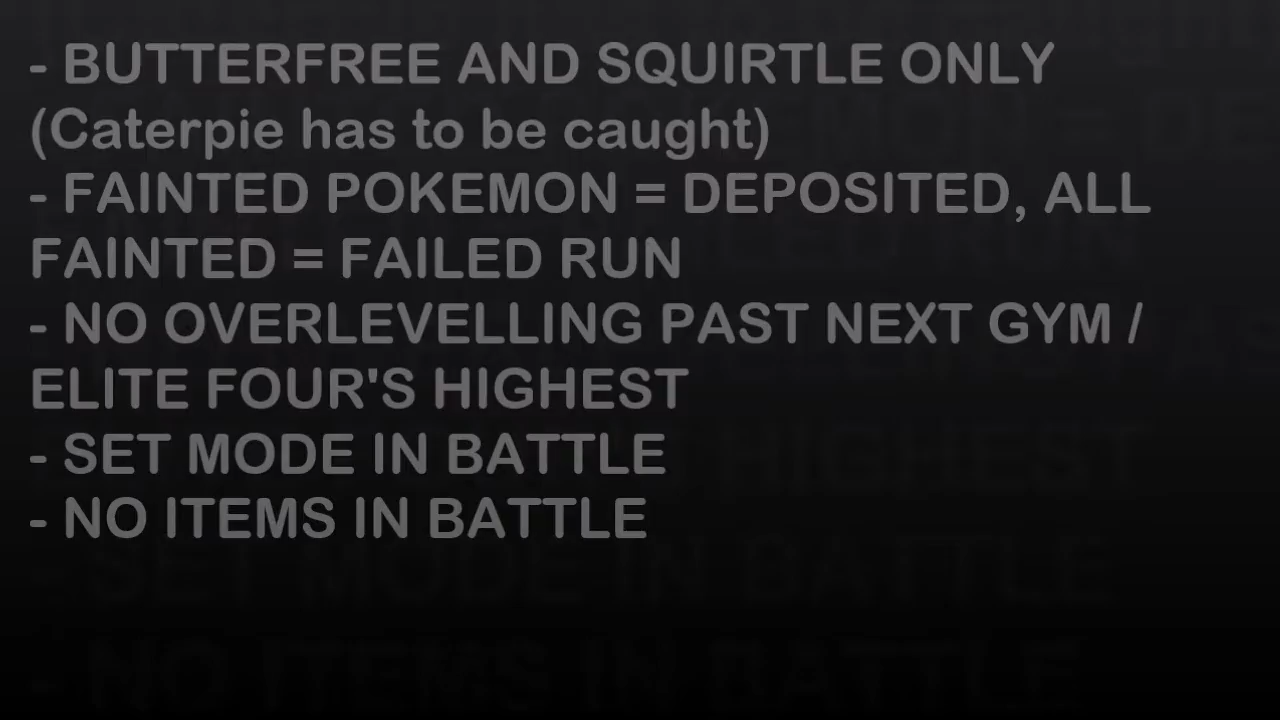 - BUTTERFREE AND SQUIRTLE ONLY
(Caterpie has to be caught)
- FAINTED POKEMON = DEPOSITED, ALL
FAINTED = FAILED RUN
- NO OVERLEVELLING PAST NEXT GYM /
ELITE FOUR'S HIGHEST
- SET MODE IN BATTLE
- NO ITEMS IN BATTLE